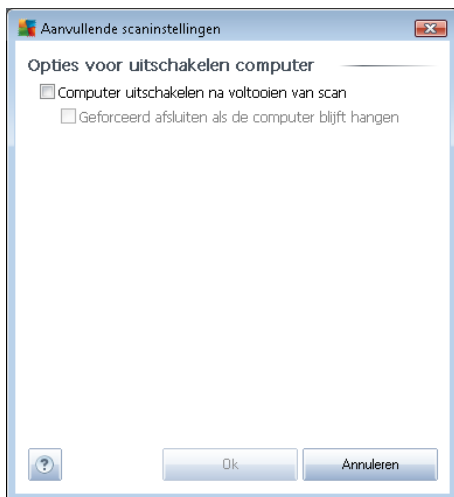 Aanvullende scaninstellingen
Opties voor uitschakelen computer
Computer uitschakelen na voltooien van scan
Geforceerd afsluiten als de computer blijft hangen
?
Ok
Annuleren